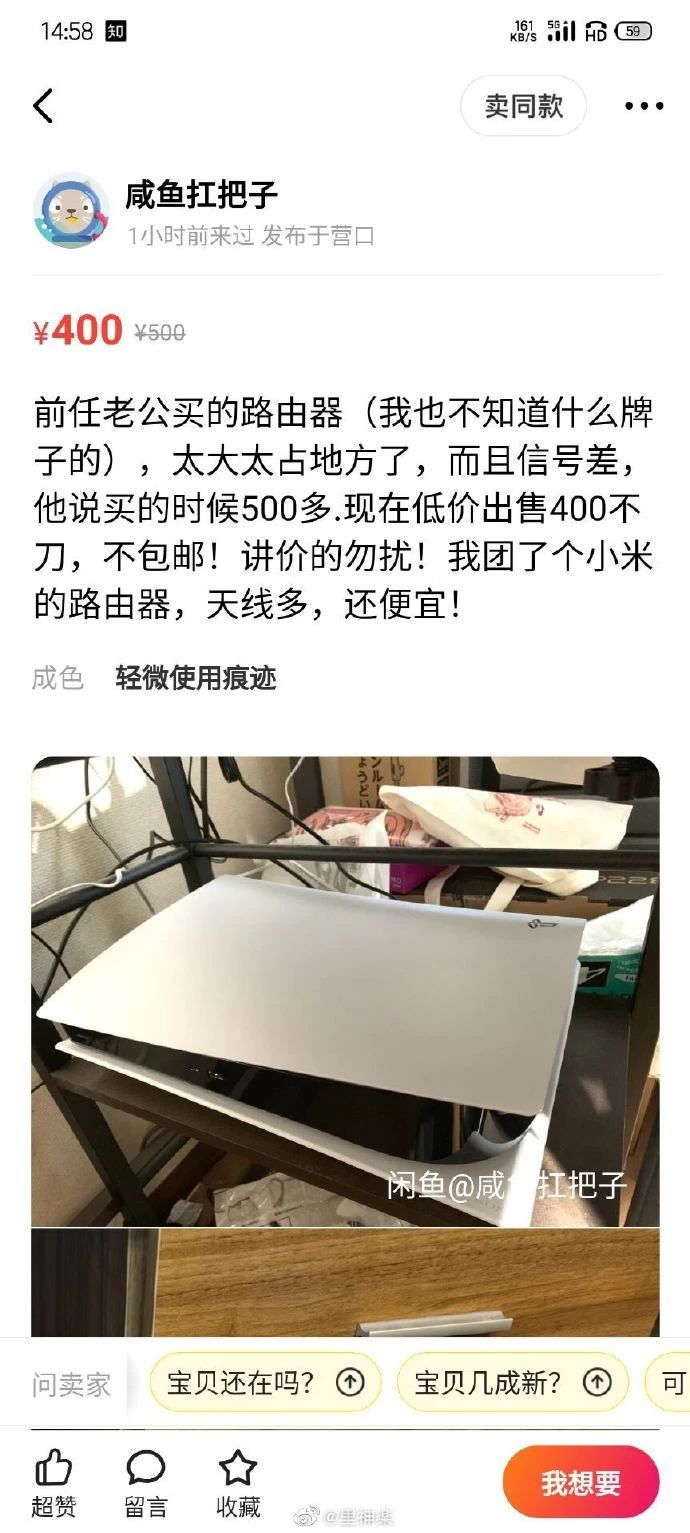 14:58 知 161 KB/S 5G HD 59
卖同款
咸鱼扛把子
1小时前来过 发布于营口
¥400 ¥500
前任老公买的路由器（我也不知道什么牌
子的），太大太占地方了，而且信号差，
他说买的时候500多.现在低价出售400不
刀，不包邮！讲价的勿扰！我团了个小米
的路由器，天线多，还便宜！
成色 轻微使用痕迹
闲鱼@咸鱼扛把子
问卖家 宝贝还在吗？ 宝贝几成新？ 可
超赞 留言 收藏 我想要
@里神楽